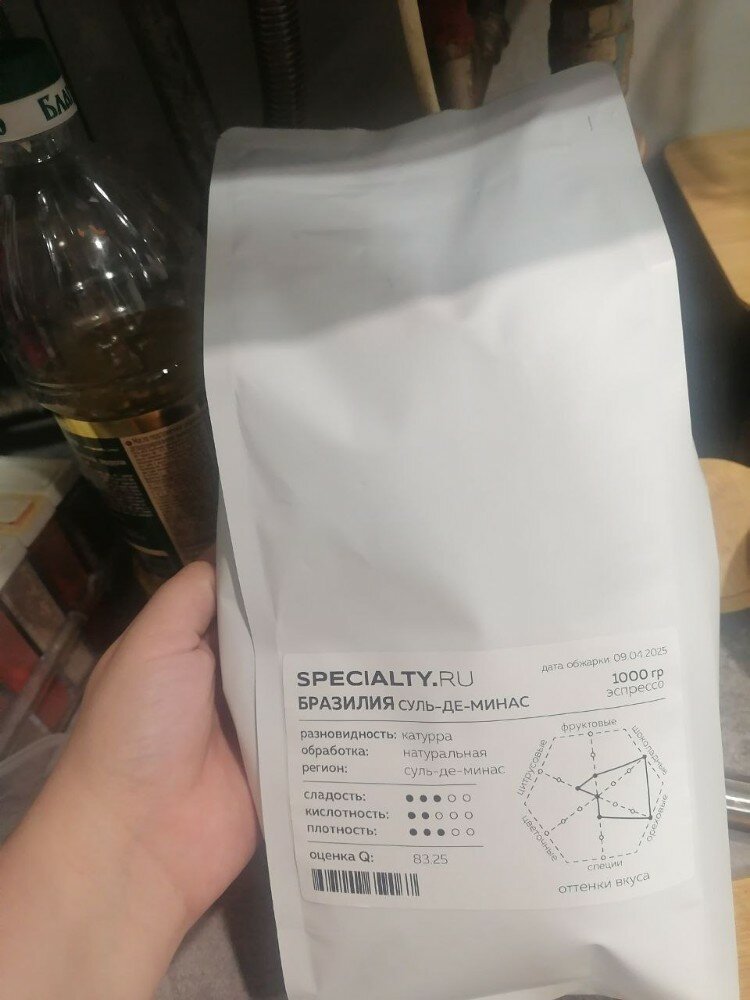 БЛА
SPECIALTY.RU
дата обжарки 09.04.2025
БРАЗИЛИЯ СУЛЬ-ДЕ-МИНАС
1000 гр
эспрессо
разновидность: катурра
обработка: натуральная
регион: суль-де-минас
сладость:
кислотность:
плотность:
оценка Q: 83.25
фруктовые
шоколадные
ореховые
специи
цветочные
цитрусовые
оттенки вкуса